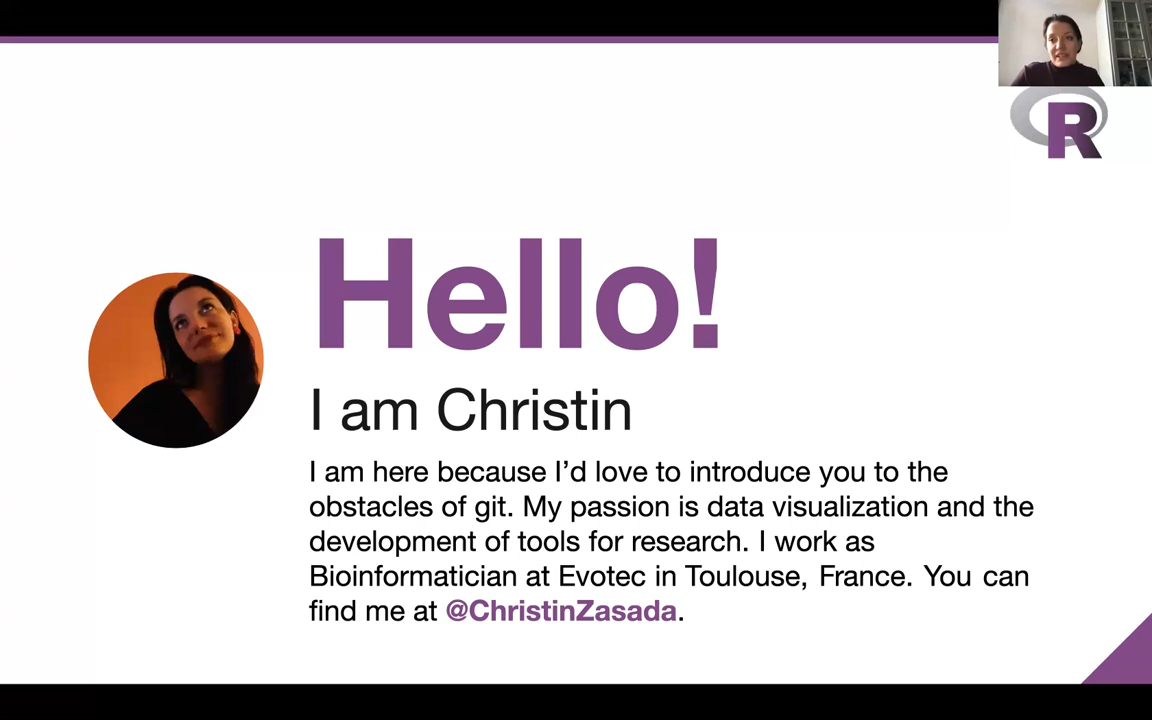 R
Hello!
I am Christin
I am here because I’d love to introduce you to the
obstacles of git. My passion is data visualization and the
development of tools for research. I work as
Bioinformatician at Evotec in Toulouse, France. You can
find me at @ChristinZasada.